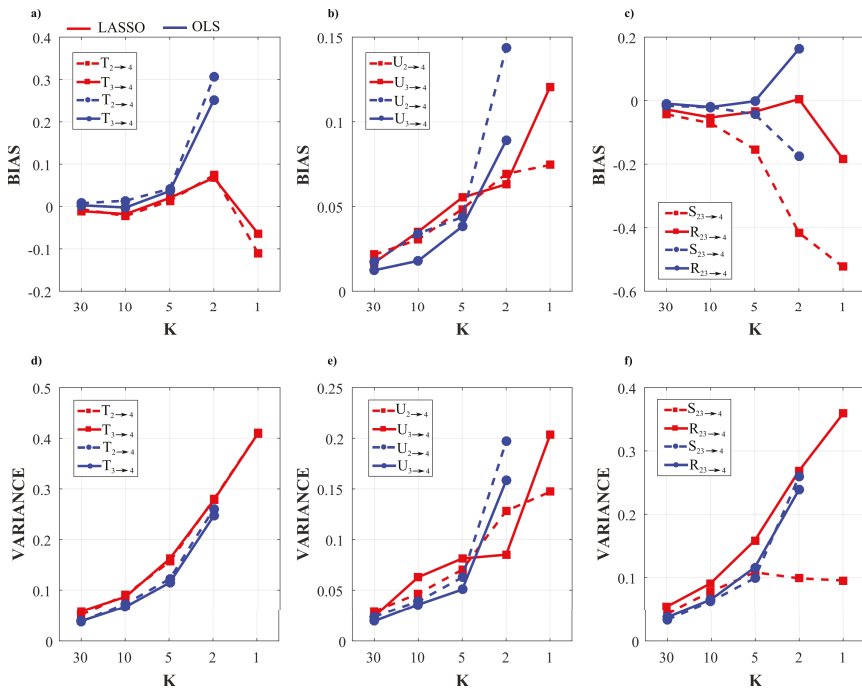 a)
LASSO
OLS
0.4
0.3
0.2
0.1
0
-0.1
-0.2
BIAS
T2→4
T3→4
T2→4
T3→4
30 10 5 2 1
K
b)
0.15
0.1
0.05
0
BIAS
U2→4
U3→4
U2→4
U3→4
30 10 5 2 1
K
c)
0.2
0
-0.2
-0.4
-0.6
BIAS
S23→4
R23→4
S23→4
R23→4
30 10 5 2 1
K
d)
0.5
0.4
0.3
0.2
0.1
0
VARIANCE
T2→4
T3→4
T2→4
T3→4
30 10 5 2 1
K
e)
0.25
0.2
0.15
0.1
0.05
0
VARIANCE
U2→4
U3→4
U2→4
U3→4
30 10 5 2 1
K
f)
0.4
0.3
0.2
0.1
0
VARIANCE
S23→4
R23→4
S23→4
R23→4
30 10 5 2 1
K